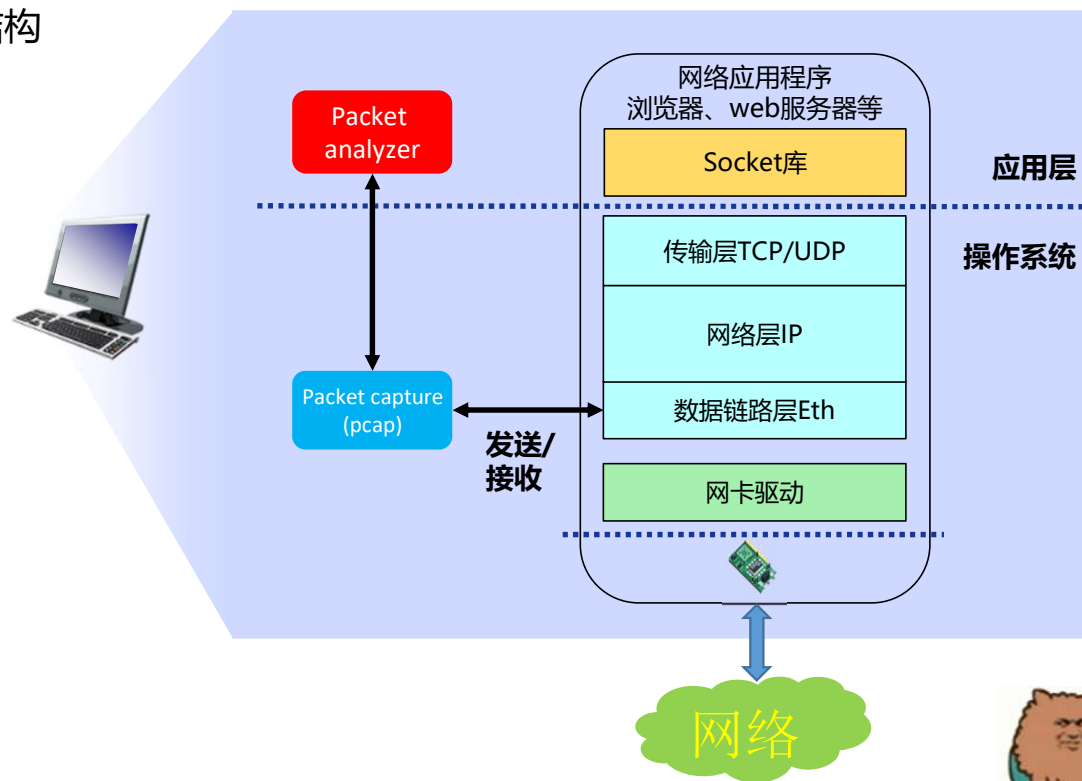 结构
网络应用程序
浏览器、web服务器等
Packet
analyzer
Socket库
应用层
传输层TCP/UDP
操作系统
网络层IP
Packet capture
(pcap)
数据链路层Eth
发送/
接收
网卡驱动
网络